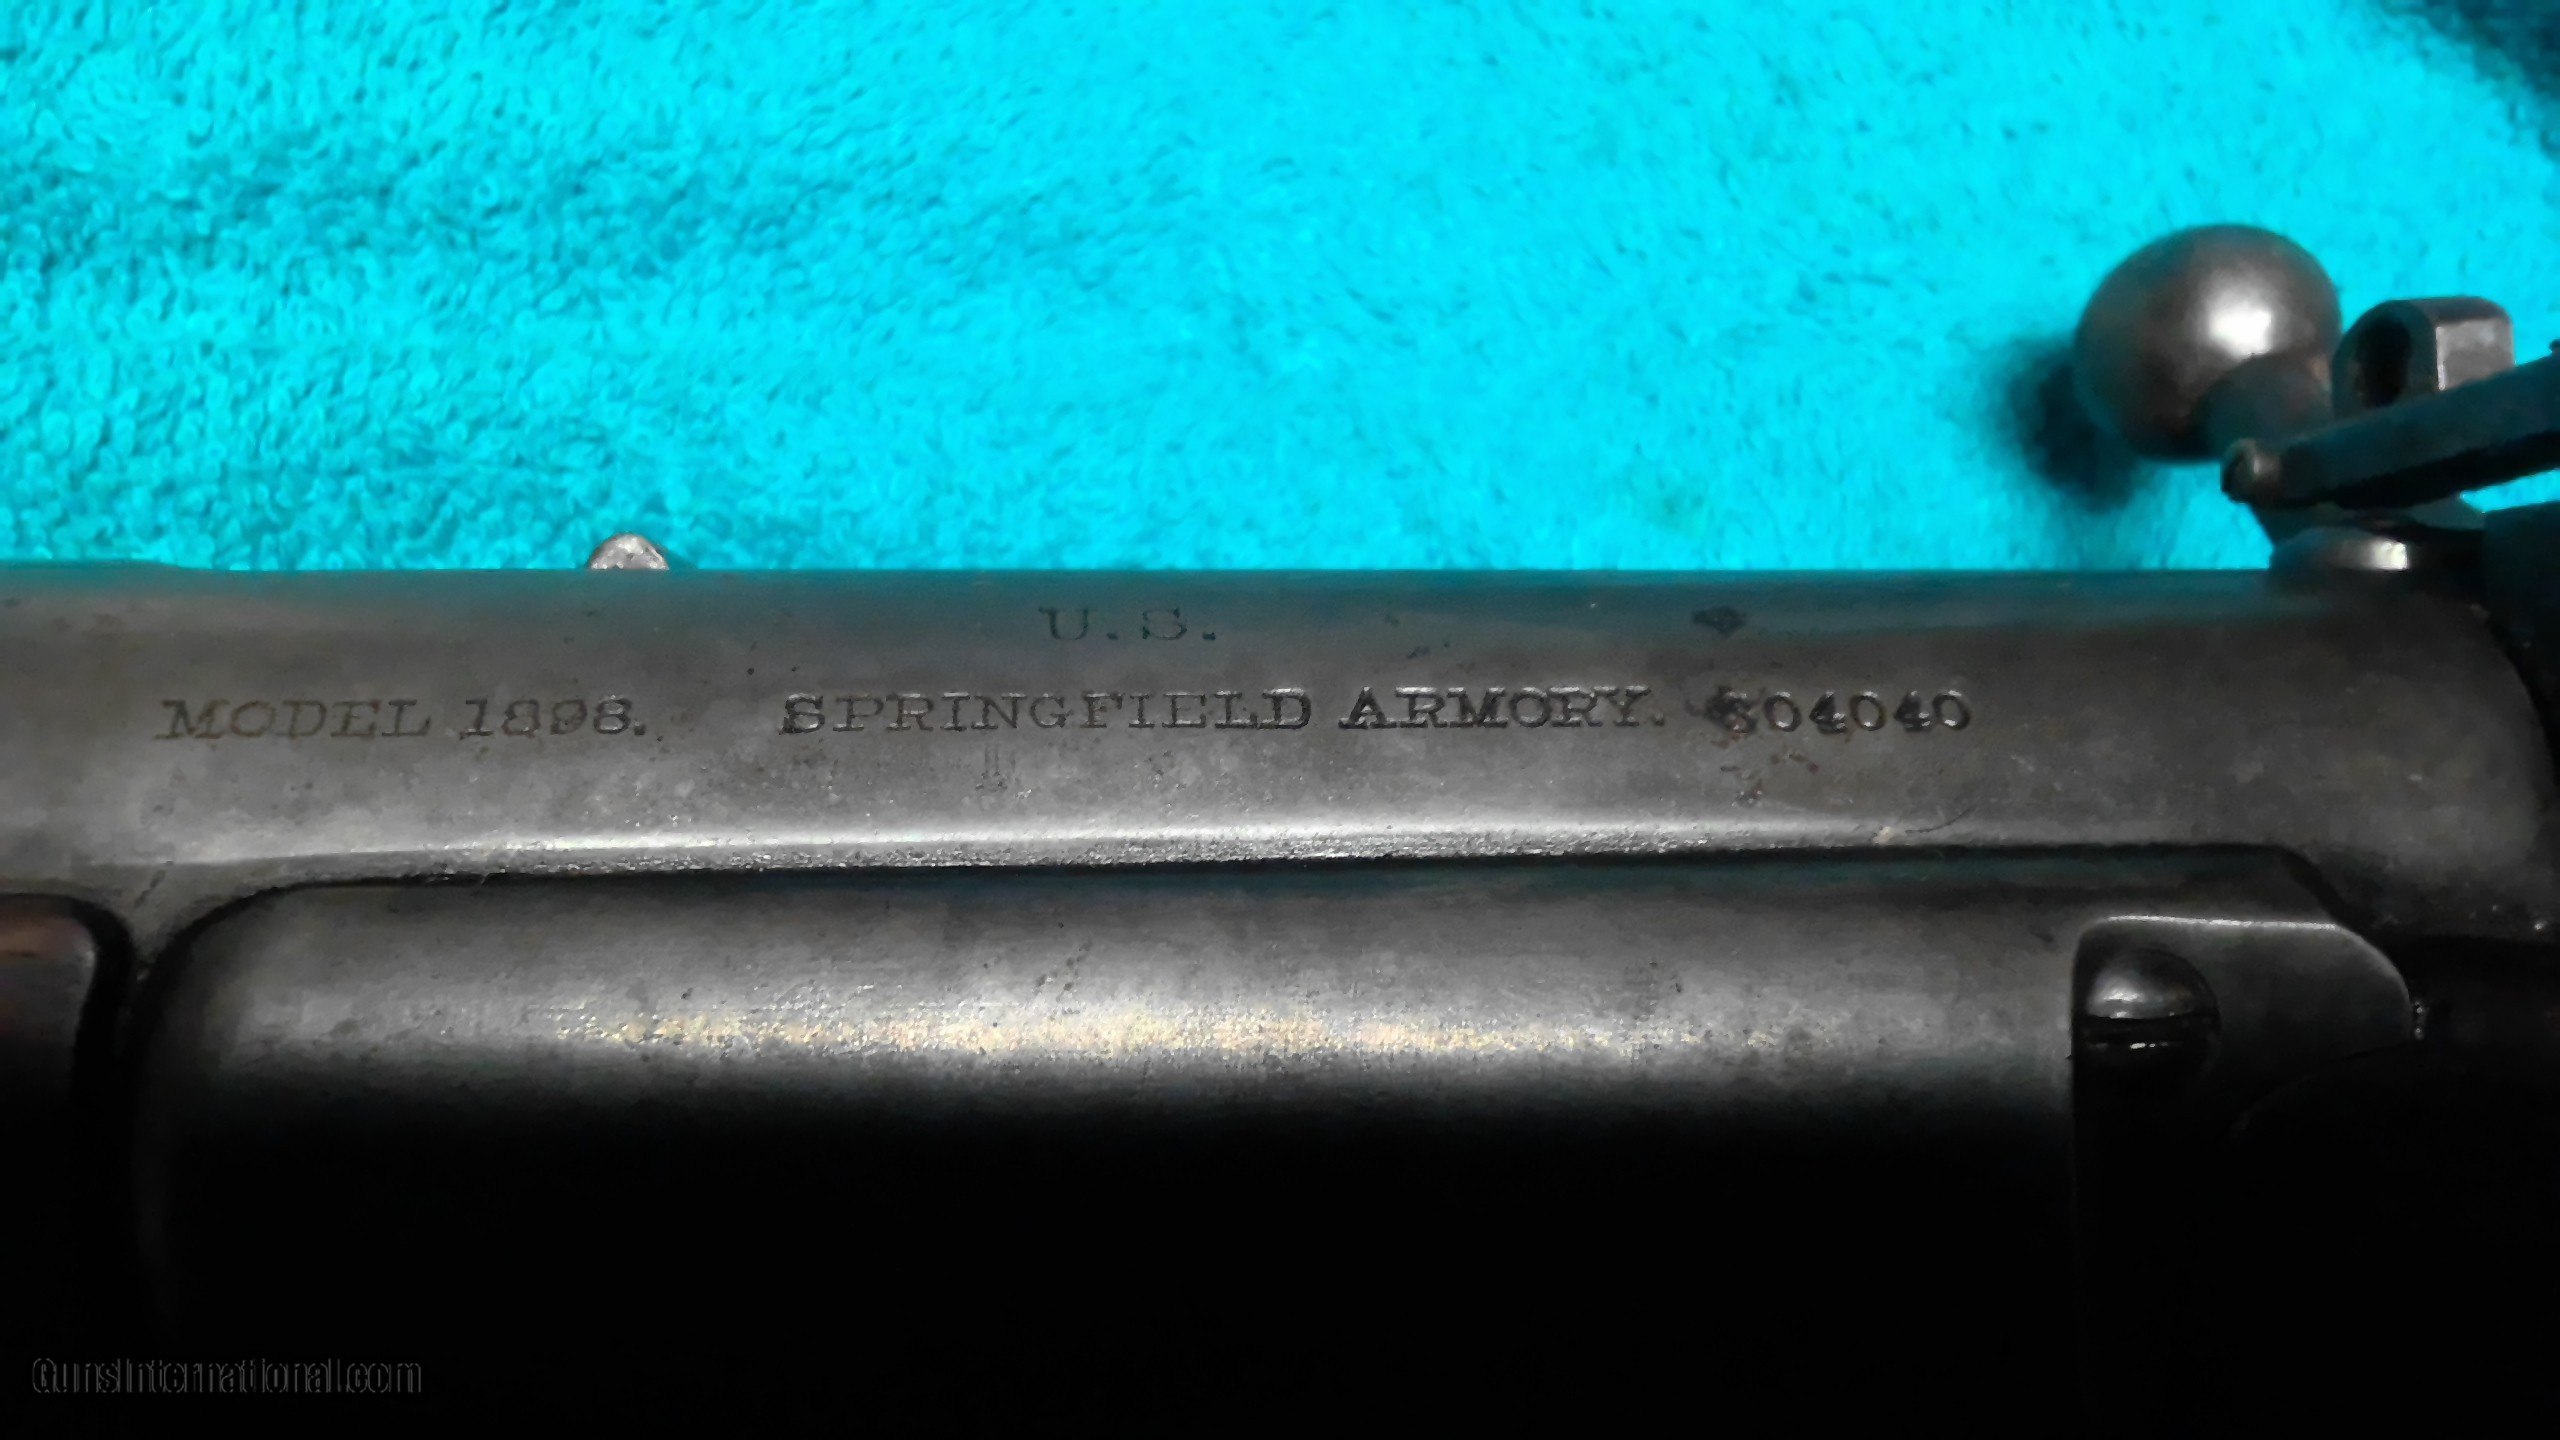 U.S.
MODEL 1898. SPRINGFIELD ARMORY. 304040
GunsInternational.com